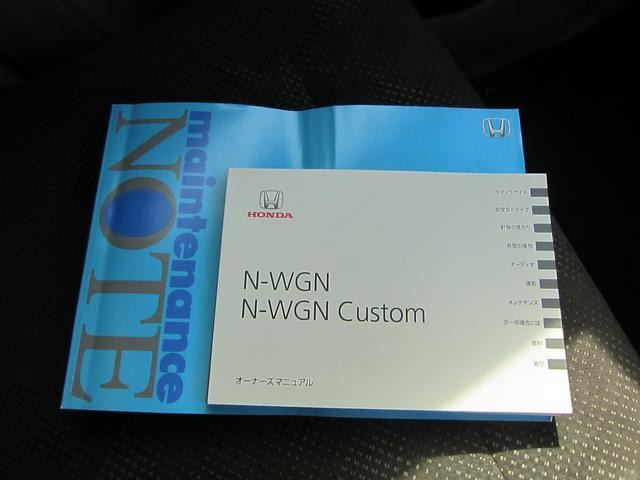 maintenance
NOTE
HONDA
N-WGN
N-WGN Custom
オーナーズマニュアル
クイックガイド
安全なドライブ
計器の見かた
各部の操作
オーディオ
運転
メンテナンス
万一の場合には
資料
索引